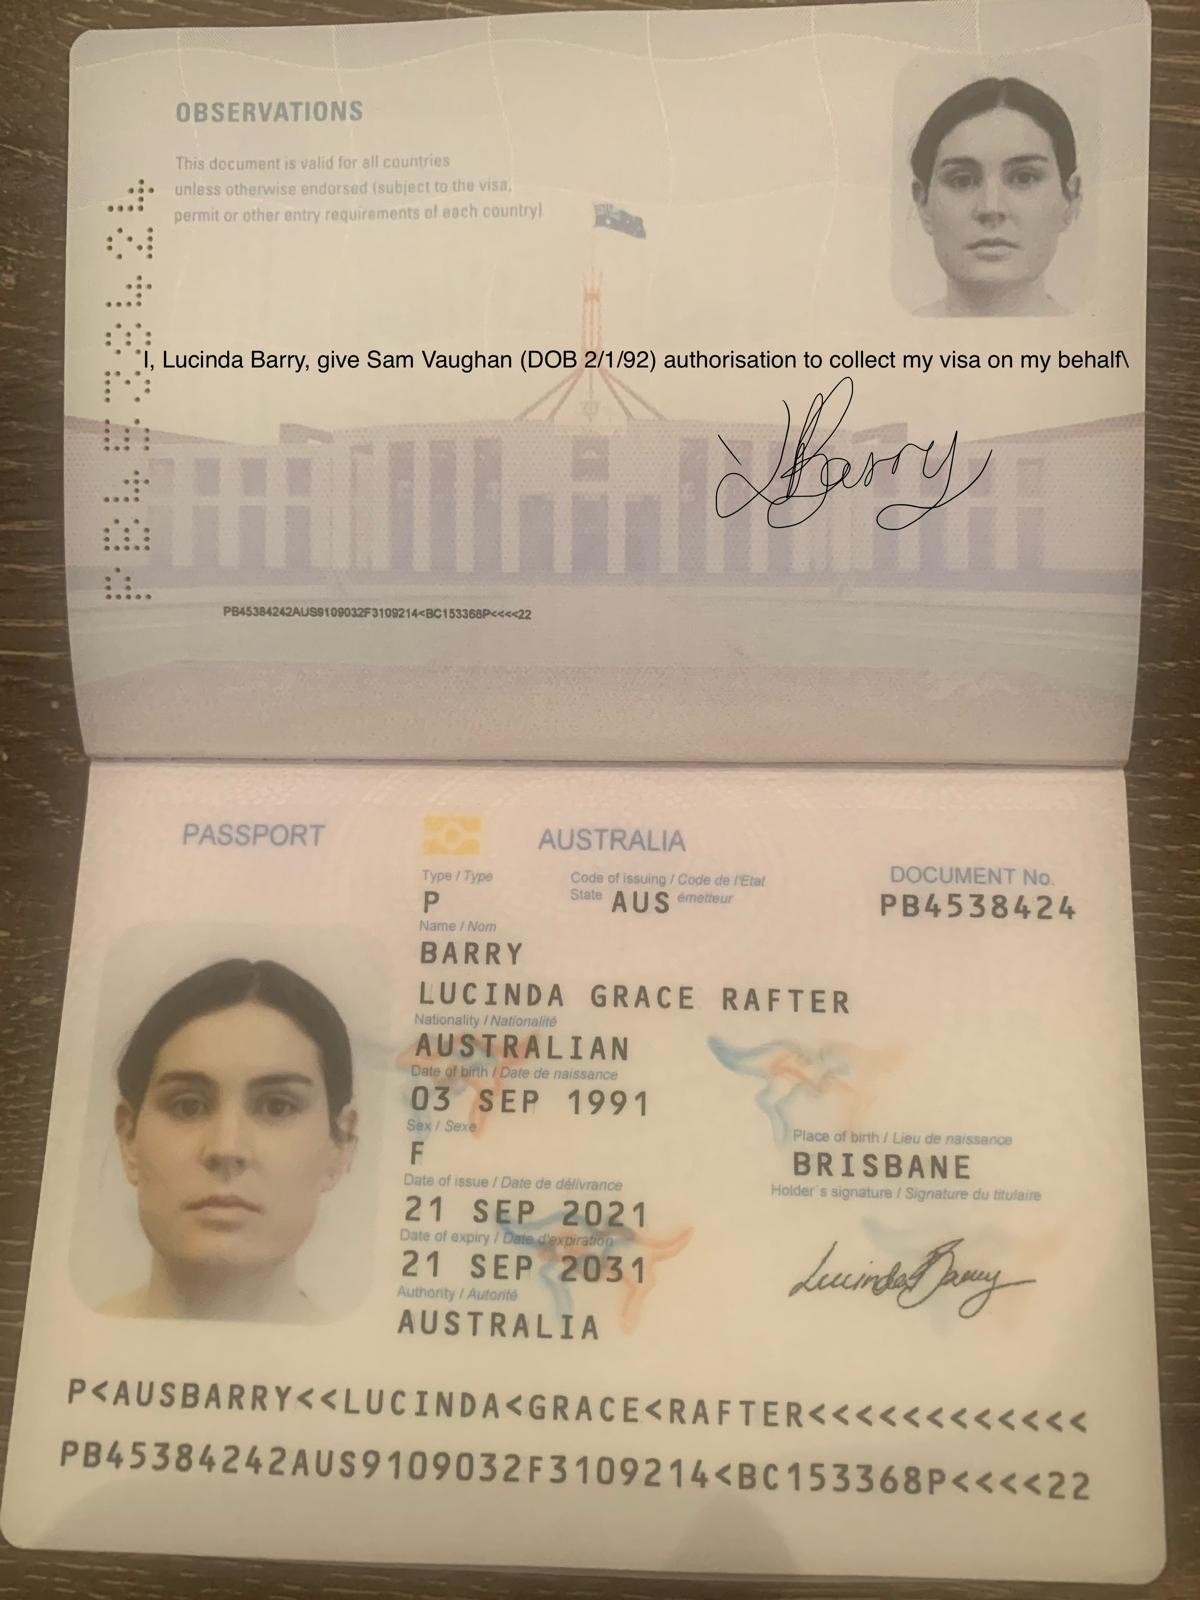 OBSERVATIONS
This document is valid for all countries
unless otherwise endorsed (subject to the visa,
permit or other entry requirements of each country)
PB4538424
I, Lucinda Barry, give Sam Vaughan (DOB 2/1/92) authorisation to collect my visa on my behalf\
LBarry
PB45384242AUS9109032F3109214<BC153368P<<<<22
PASSPORT AUSTRALIA
Type / Type Code of issuing / Code de l'Etat DOCUMENT No.
P State AUS émetteur PB4538424
Name / Nom
BARRY
LUCINDA GRACE RAFTER
Nationality / Nationalité
AUSTRALIAN
Date of birth / Date de naissance
03 SEP 1991
Sex / Sexe Place of birth / Lieu de naissance
F BRISBANE
Date of issue / Date de délivrance Holder's signature / Signature du titulaire
21 SEP 2021
Date of expiry / Date d'expiration
21 SEP 2031 Lucinda Barry
Authority / Autorité
AUSTRALIA
P<AUSBARRY<<LUCINDA<GRACE<RAFTER<<<<<<<<<<<<
PB45384242AUS9109032F3109214<BC153368P<<<<22